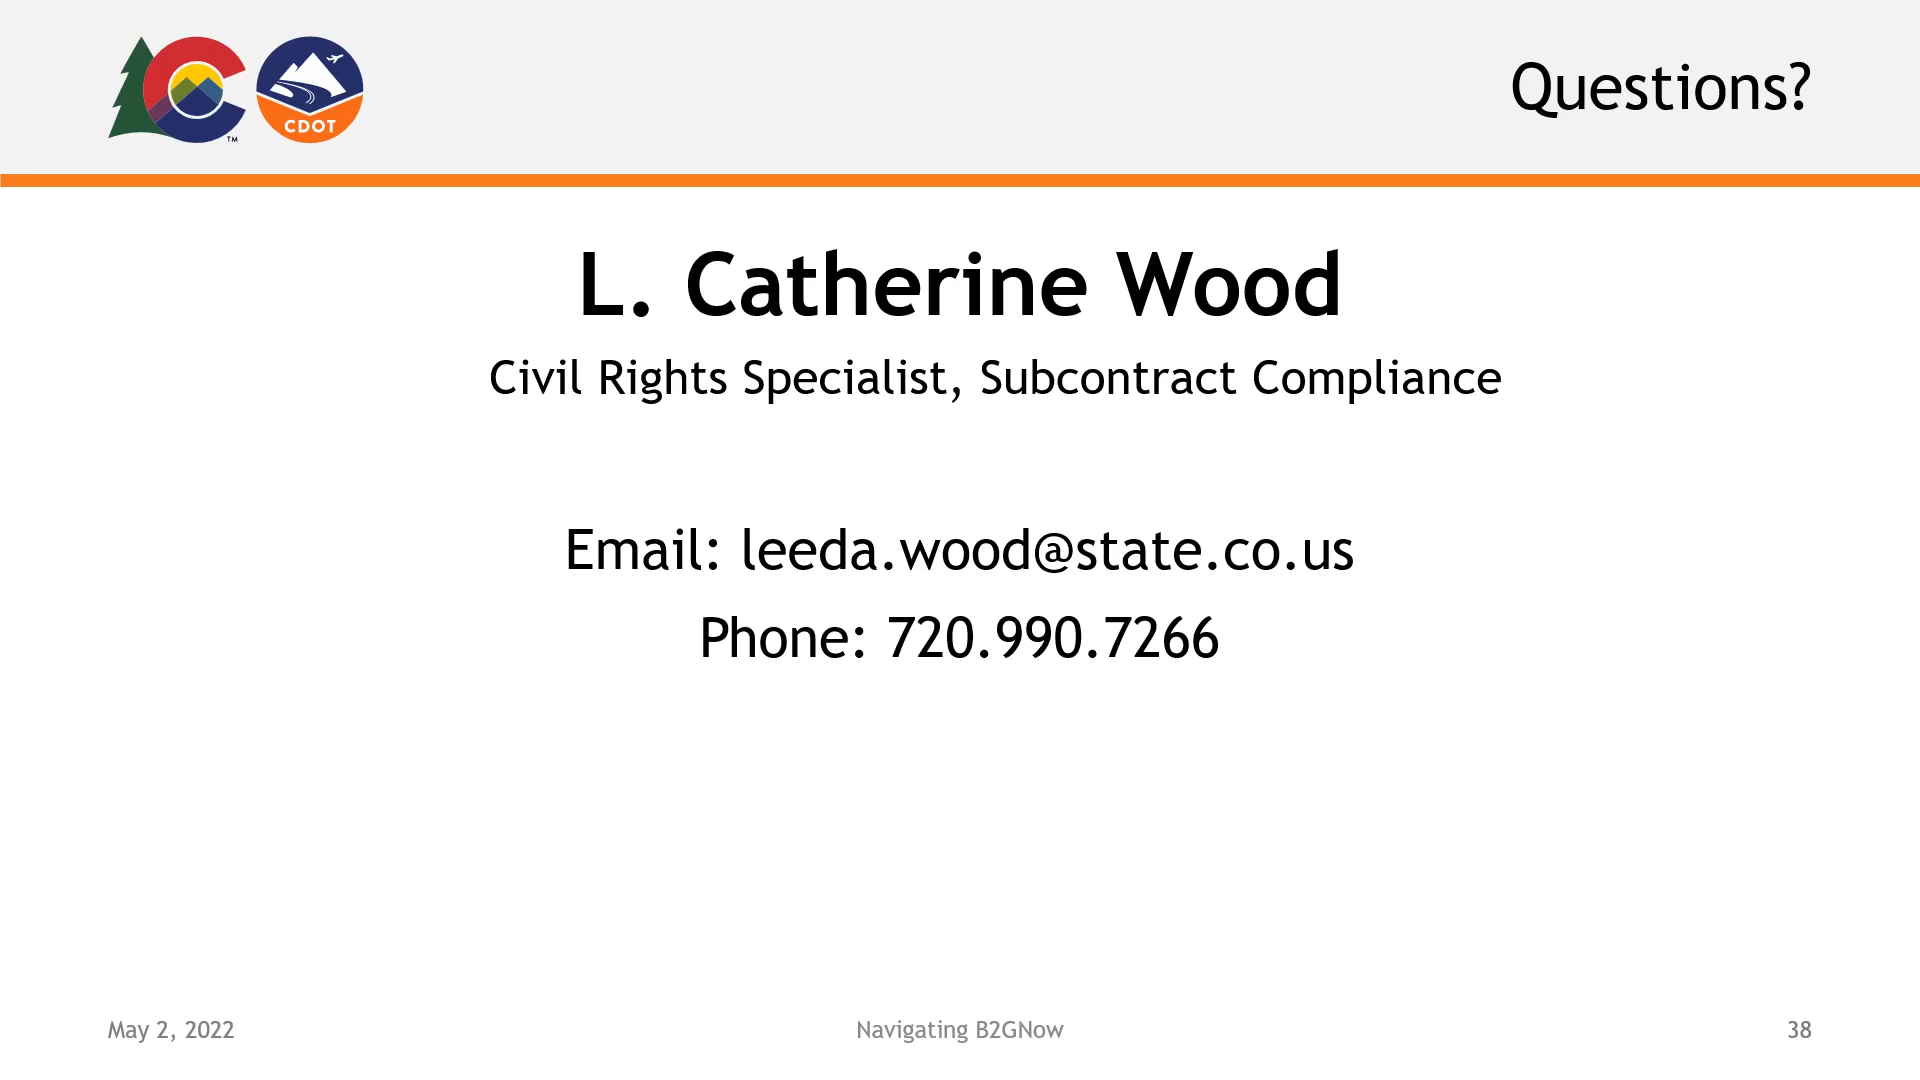 CDOT
TM
Questions?
L. Catherine Wood
Civil Rights Specialist, Subcontract Compliance
Email: leeda.wood@state.co.us
Phone: 720.990.7266
May 2, 2022
Navigating B2GNow
38